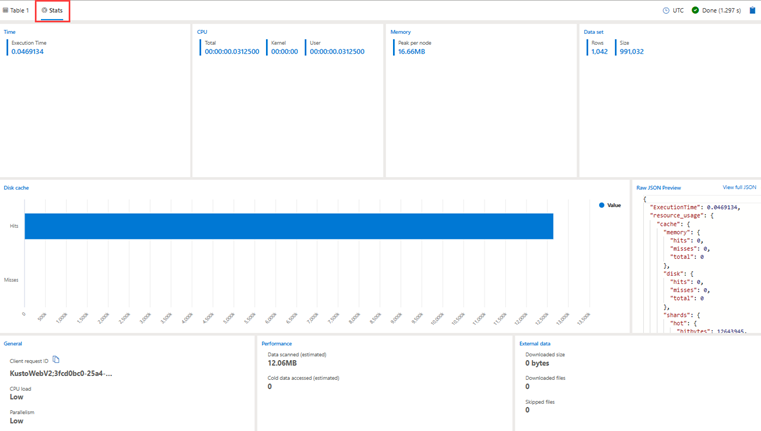 Table 1
Stats
UTC
Done (1.297 s)
Time
Execution Time
0.0469134
CPU
Total
00:00:00.0312500
Kernel
00:00:00
User
00:00:00.0312500
Memory
Peak per node
16.66MB
Data set
Rows
1,042
Size
991,032
Disk cache
Value
Hits
Misses
0
500k
1,000k
1,500k
2,000k
2,500k
3,000k
3,500k
4,000k
4,500k
5,000k
5,500k
6,000k
6,500k
7,000k
7,500k
8,000k
8,500k
9,000k
9,500k
10,000k
10,500k
11,000k
11,500k
12,000k
12,500k
13,000k
13,500k
Raw JSON Preview
View full JSON
{
"ExecutionTime": 0.0469134,
"resource_usage": {
"cache": {
"memory": {
"hits": 0,
"misses": 0,
"total": 0
},
"disk": {
"hits": 0,
"misses": 0,
"total": 0
},
"shards": {
"hot": {
"hitbytes": 12643945,
General
Client request ID
KustoWebV2;3fcd0bc0-25a4-...
CPU load
Low
Parallelism
Low
Performance
Data scanned (estimated)
12.06MB
Cold data accessed (estimated)
0
External data
Downloaded size
0 bytes
Downloaded files
0
Skipped files
0